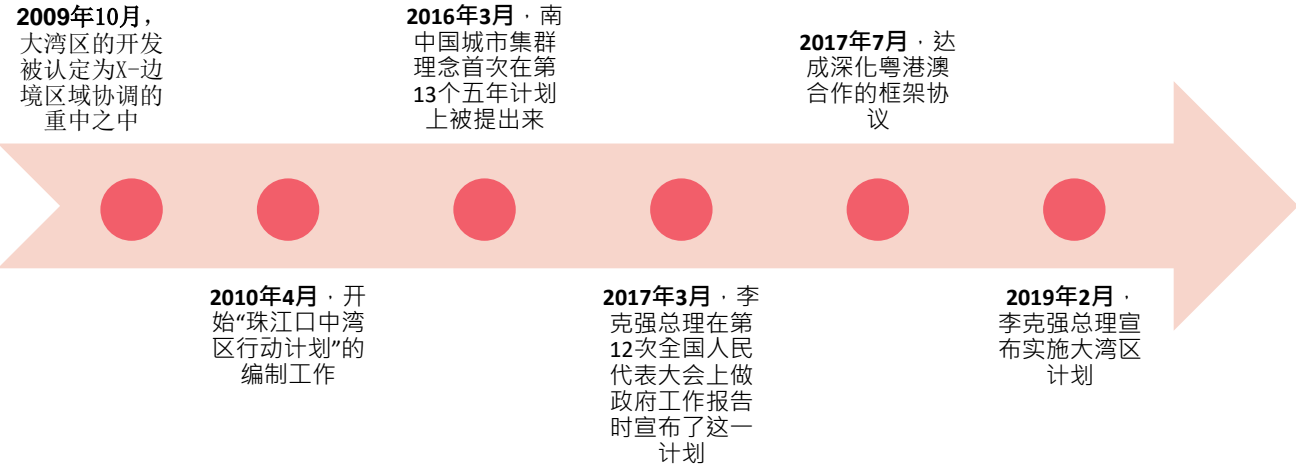 2009年10月，
大湾区的开发
被认定为X-边
境区域协调的
重中之中
2010年4月，开
始“珠江口中湾
区行动计划”的
编制工作
2016年3月，南
中国城市集群
理念首次在第
13个五年计划
上被提出来
2017年3月，李
克强总理在第
12次全国人民
代表大会上做
政府工作报告
时宣布了这一
计划
2017年7月，达
成深化粤港澳
合作的框架协
议
2019年2月，
李克强总理宣
布实施大湾区
计划